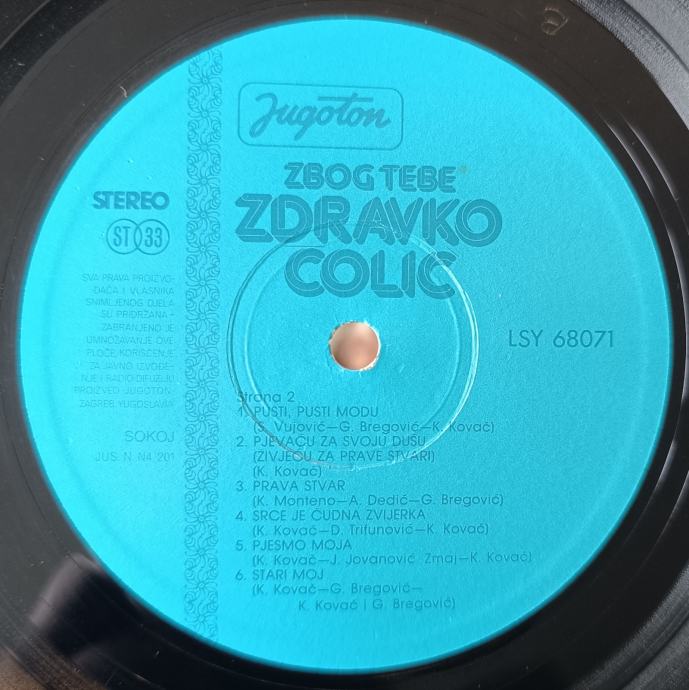 Jugoton
ZBOG TEBE
ZDRAVKO
COLIC
STEREO
ST 33
SVA PRAVA PROIZVO-
ĐAČA I VLASNIKA
SNIMLJENOG DJELA
SU PRIDRŽANA -
ZABRANJENO JE
UMNOŽAVANJE OVE
PLOČE, KORIŠĆENJE
ZA JAVNO IZVOĐE-
NJE I RADIO-DIFUZIJU
PROIZVEO JUGOTON,
ZAGREB YUGOSLAVIA
SOKOJ
JUS. N. N4. 201
LSY 68071
Strana 2
1. PUSTI, PUSTI MODU
(S. Vujović—G. Bregović—K. Kovač)
2. PJEVAČU ZA SVOJU DUŠU
(ZIVJEĆU ZA PRAVE STVARI)
(K. Kovač)
3. PRAVA STVAR
(K. Monteno—A. Dedić—G. Bregović)
4. SRCE JE ČUDNA ZVIJERKA
(K. Kovač—D. Trifunović—K. Kovač)
5. PJESMO MOJA
(K. Kovač—J. Jovanović Zmaj—K. Kovač)
6. STARI MOJ
(K. Kovač—G. Bregović—
K. Kovač i G. Bregović)